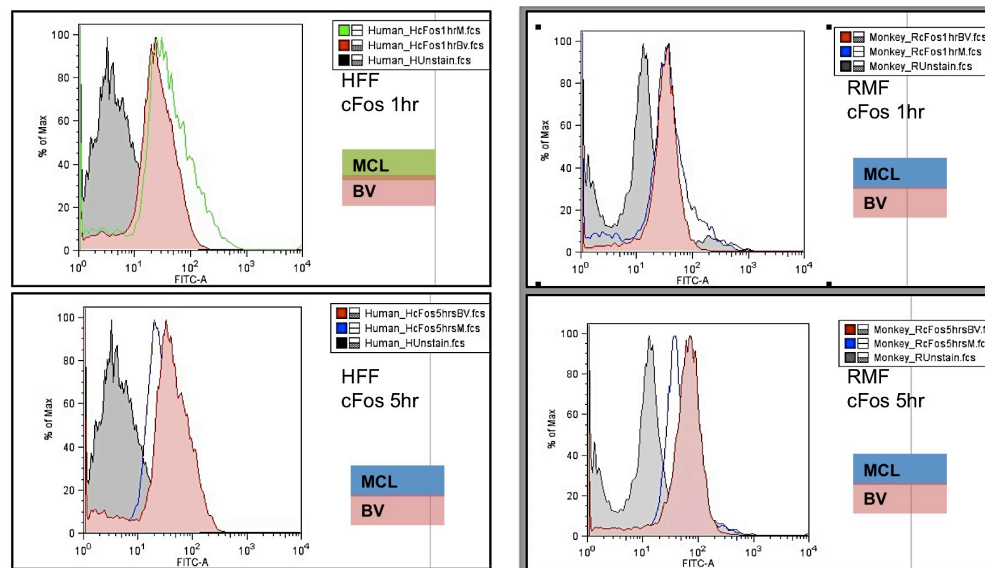 Human_HcFos1hrM.fcs
Human_HcFos1hrBv.fcs
Human_HUnstain.fcs
HFF
cFos 1hr
MCL
BV
% of Max
100
80
60
40
20
0
10^0 10^1 10^2 10^3 10^4
FITC-A
Monkey_RcFos1hrBV.fcs
Monkey_RcFos1hrM.fcs
Monkey_RUnstain.fcs
RMF
cFos 1hr
MCL
BV
% of Max
100
80
60
40
20
0
10^0 10^1 10^2 10^3 10^4
FITC-A
Human_HcFos5hrsBV.fcs
Human_HcFos5hrsM.fcs
Human_HUnstain.fcs
HFF
cFos 5hr
MCL
BV
% of Max
100
80
60
40
20
0
10^0 10^1 10^2 10^3 10^4
FITC-A
Monkey_RcFos5hrsBV.f
Monkey_RcFos5hrsM.fc
Monkey_RUnstain.fcs
RMF
cFos 5hr
MCL
BV
% of Max
100
80
60
40
20
0
10^0 10^1 10^2 10^3 10^4
FITC-A